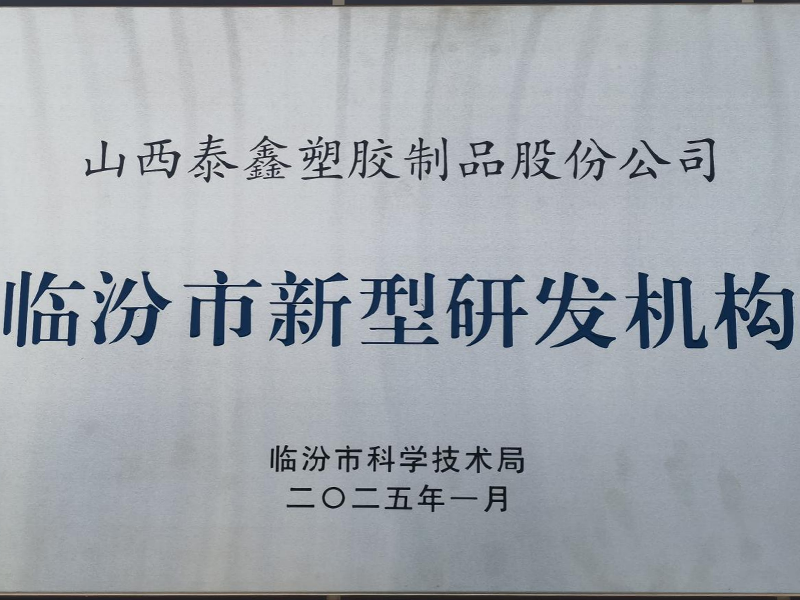 山西泰鑫塑胶制品股份公司
临汾市新型研发机构
临汾市科学技术局
二〇二五年一月